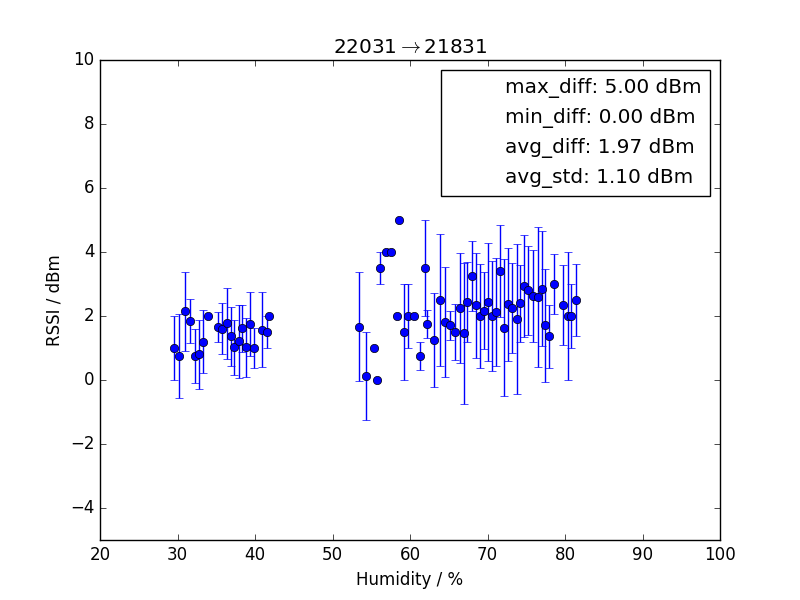 22031→21831
max_diff: 5.00 dBm
min_diff: 0.00 dBm
avg_diff: 1.97 dBm
avg_std: 1.10 dBm
10
8
6
4
2
0
−2
−4
RSSI / dBm
20 30 40 50 60 70 80 90 100
Humidity / %